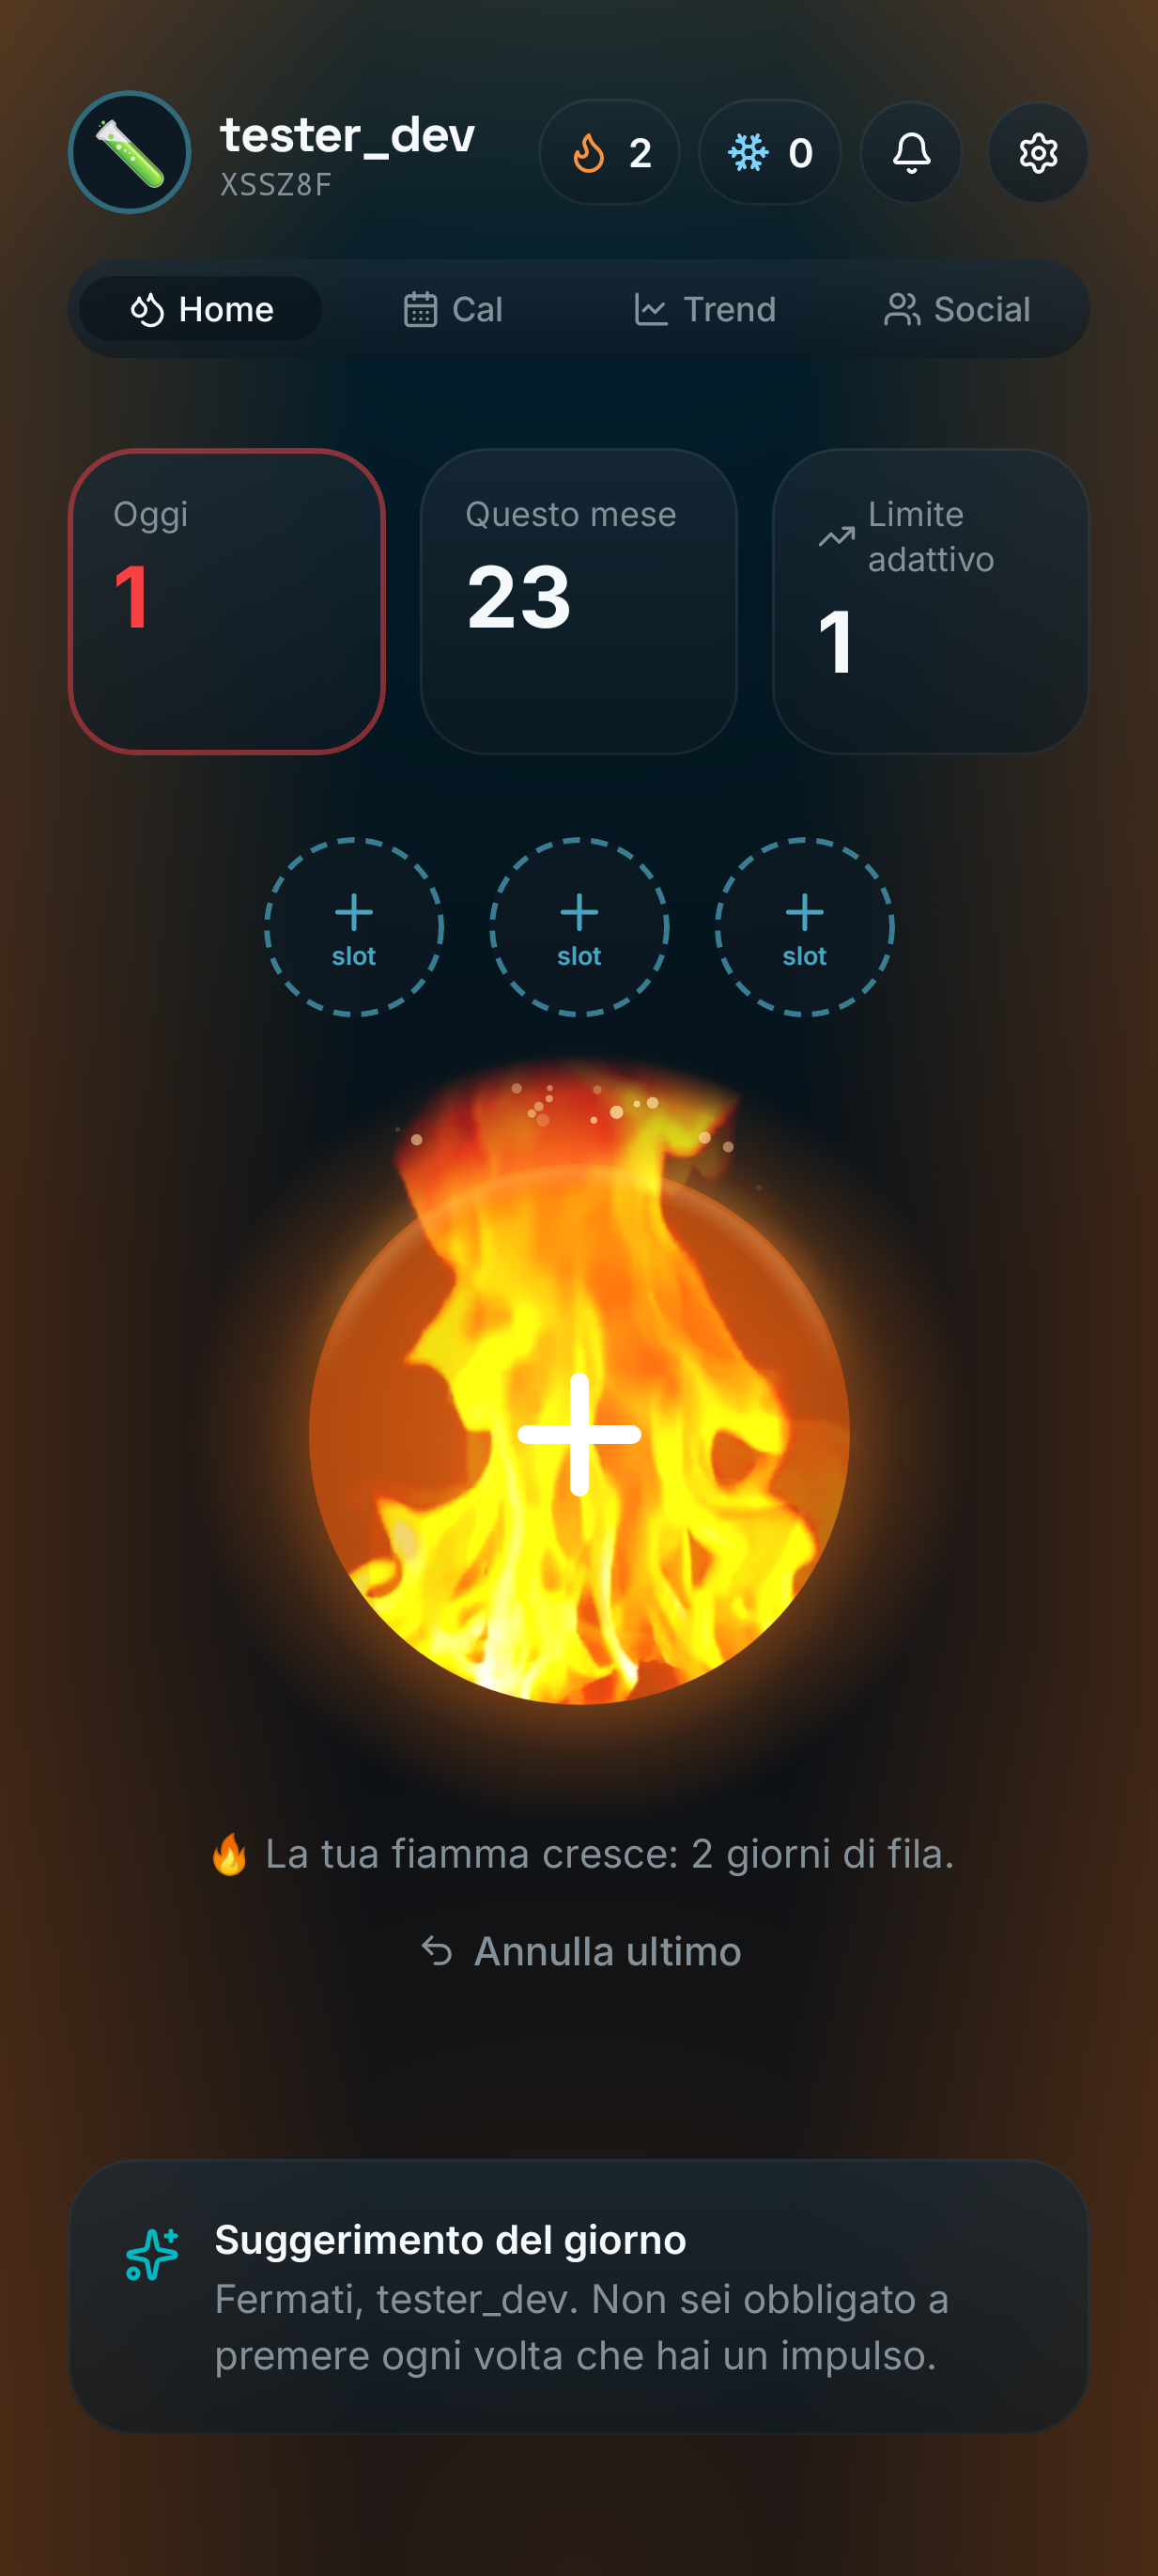 tester_dev
XSSZ8F
2
0
Home
Cal
Trend
Social
Oggi
1
Questo mese
23
Limite
adattivo
1
slot
slot
slot
🔥 La tua fiamma cresce: 2 giorni di fila.
Annulla ultimo
Suggerimento del giorno
Fermati, tester_dev. Non sei obbligato a
premere ogni volta che hai un impulso.